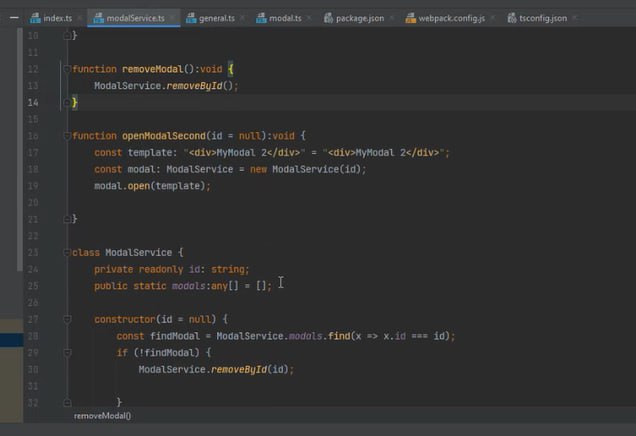 index.ts modalService.ts general.ts modal.ts package.json webpack.config.js tsconfig.json
10 }
11
12 function removeModal():void {
13 ModalService.removeById();
14 }
15
16 function openModalSecond(id = null):void {
17 const template: "<div>MyModal 2</div>" = "<div>MyModal 2</div>";
18 const modal: ModalService = new ModalService(id);
19 modal.open(template);
20
21 }
22
23 class ModalService {
24 private readonly id: string;
25 public static modals:any[] = [];
26
27 constructor(id = null) {
28 const findModal = ModalService.modals.find(x => x.id === id);
29 if (!findModal) {
30 ModalService.removeById(id);
31
32 }
removeModal()